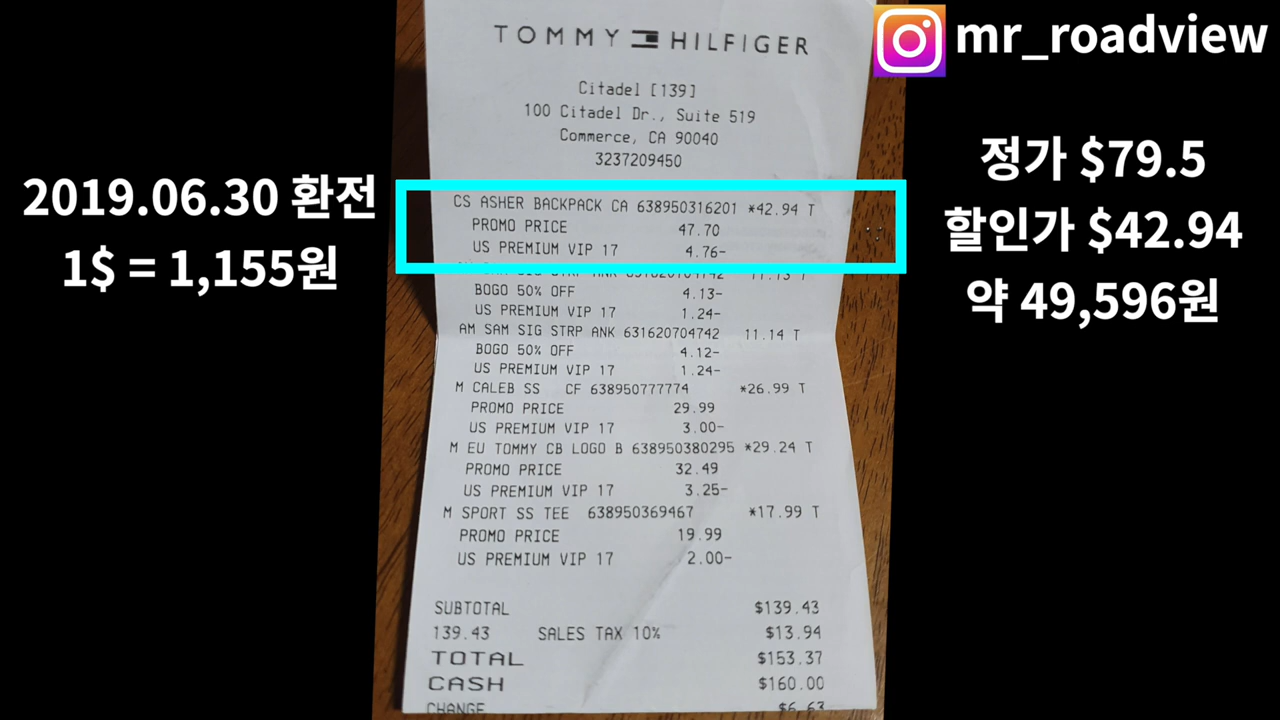 TOMMY HILFIGER
mr_roadview
Citadel [139]
100 Citadel Dr., Suite 519
Commerce, CA 90040
3237209450
2019.06.30 환전
1$ = 1,155원
정가 $79.5
할인가 $42.94
약 49,596원
CS ASHER BACKPACK CA 638950316201 *42.94 T
PROMO PRICE 47.70
US PREMIUM VIP 17 4.76-
SAM SIG STRP ANK 631620704742 11.13 T
BOGO 50% OFF 4.13-
US PREMIUM VIP 17 1.24-
AM SAM SIG STRP ANK 631620704742 11.14 T
BOGO 50% OFF 4.12-
US PREMIUM VIP 17 1.24-
M CALEB SS CF 638950777774 *26.99 T
PROMO PRICE 29.99
US PREMIUM VIP 17 3.00-
M EU TOMMY CB LOGO B 638950380295 *29.24 T
PROMO PRICE 32.49
US PREMIUM VIP 17 3.25-
M SPORT SS TEE 638950369467 *17.99 T
PROMO PRICE 19.99
US PREMIUM VIP 17 2.00-
SUBTOTAL $139.43
139.43 SALES TAX 10% $13.94
TOTAL $153.37
CASH $160.00
CHANGE $6.63